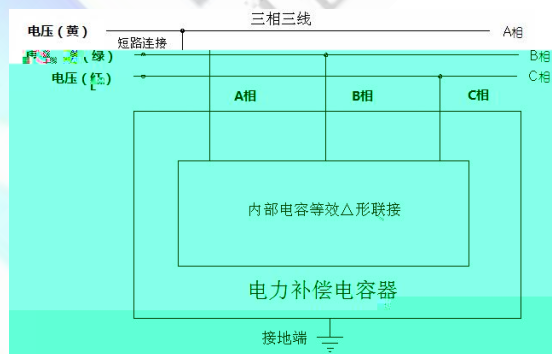 三相三线
电压（黄）
A相
短路连接
绿）
B相
电压（红）
C相
A相
B相
C相
内部电容等效△形联接
电力补偿电容器
接地端